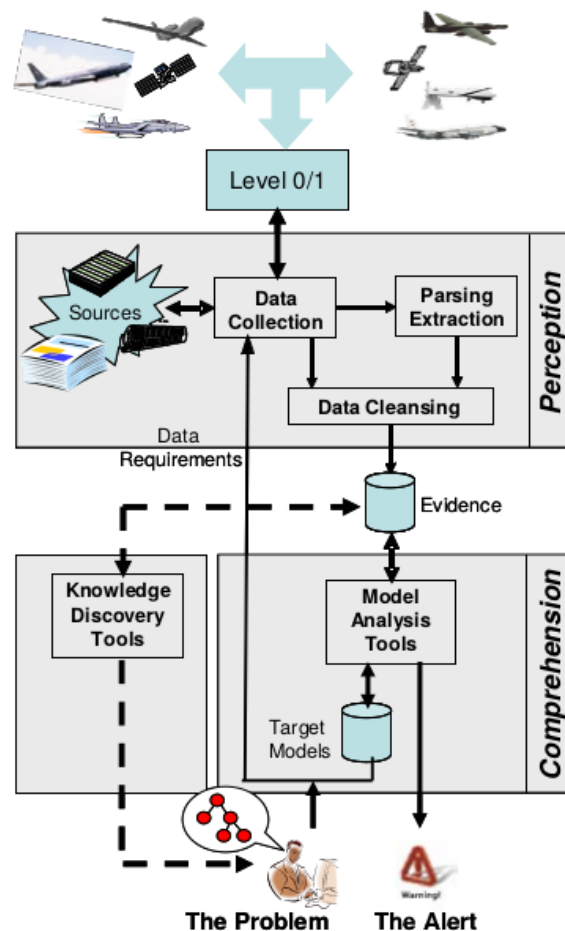 Level 0/1
Perception
Sources
Data
Collection
Parsing
Extraction
Data Cleansing
Data
Requirements
Evidence
Comprehension
Knowledge
Discovery
Tools
Model
Analysis
Tools
Target
Models
Warning!
The Problem
The Alert